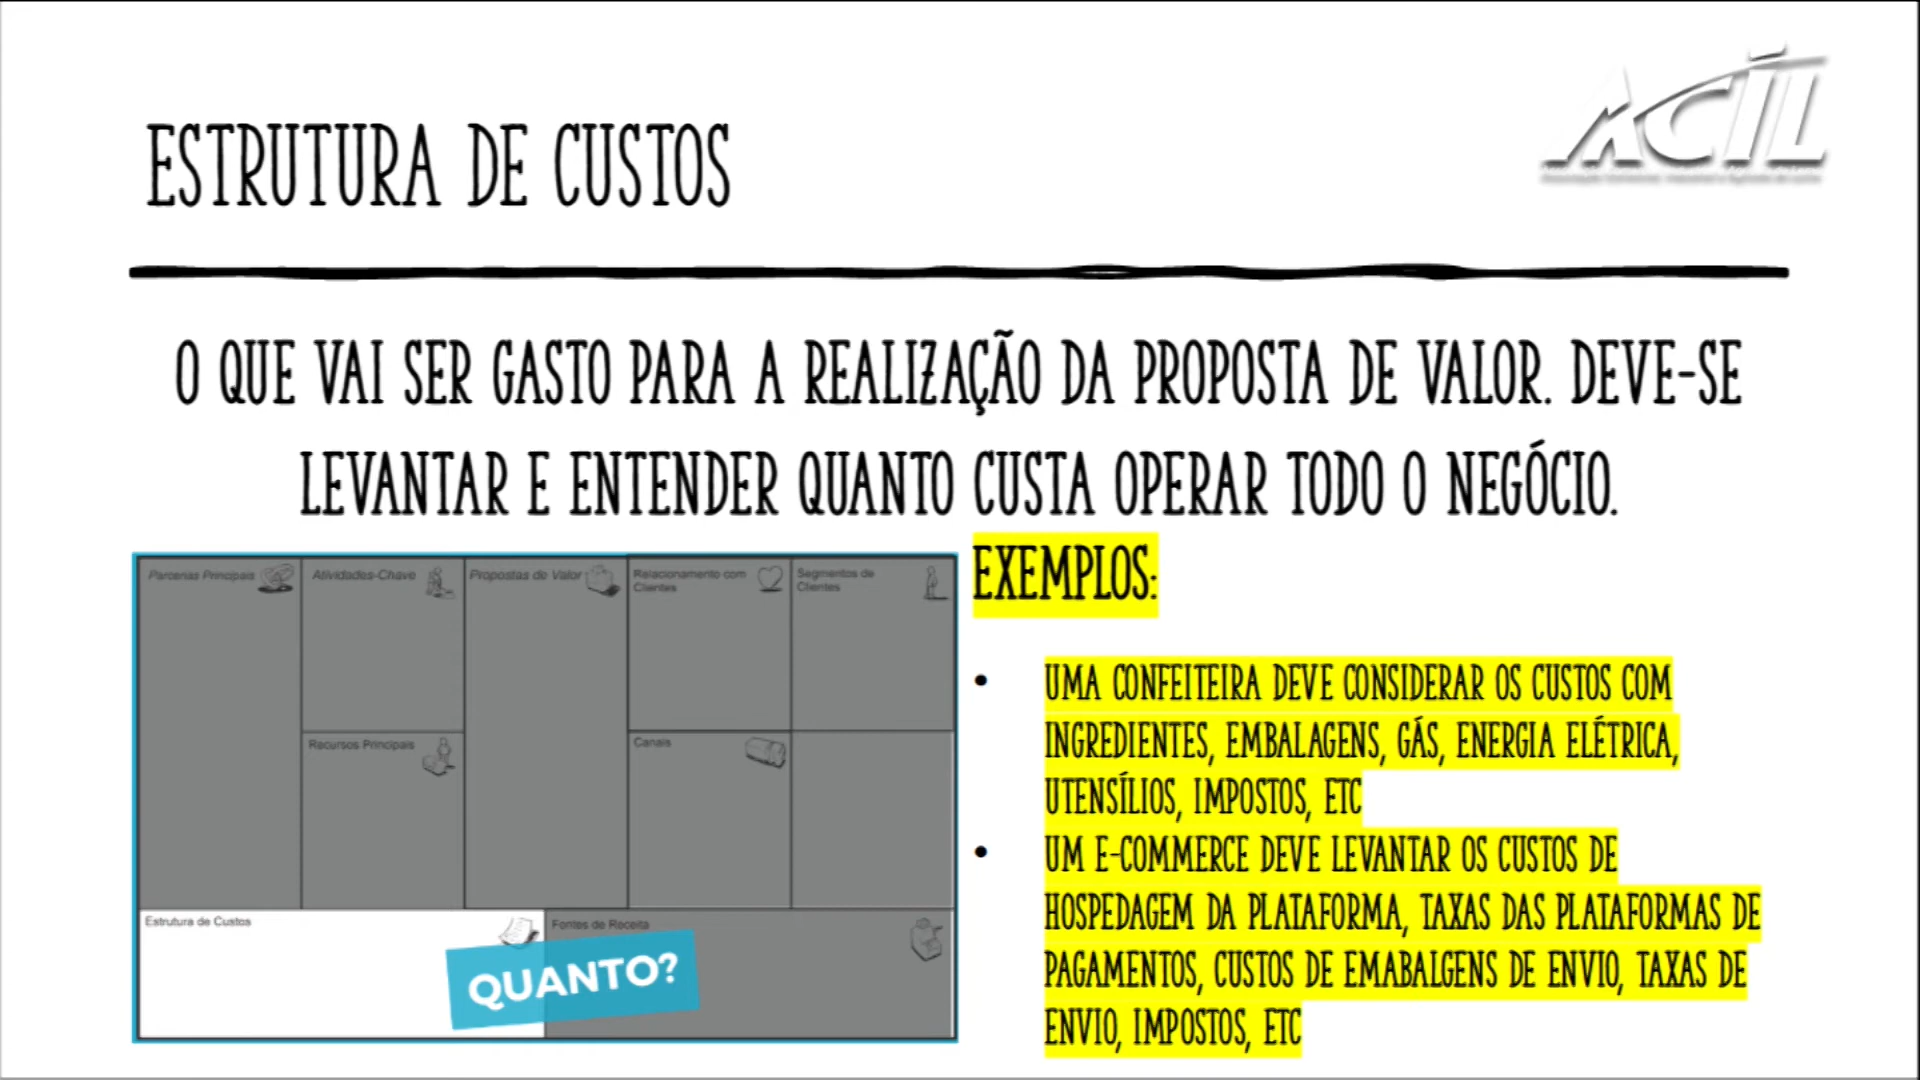 ACIL
ESTRUTURA DE CUSTOS
O QUE VAI SER GASTO PARA A REALIZAÇÃO DA PROPOSTA DE VALOR. DEVE-SE
LEVANTAR E ENTENDER QUANTO CUSTA OPERAR TODO O NEGÓCIO.
Parcerias Principais
Atividades-Chave
Propostas de Valor
Relacionamento com
Clientes
Segmentos de
Clientes
Recursos Principais
Canais
Estrutura de Custos
Fontes de Receita
QUANTO?
EXEMPLOS:
• UMA CONFEITEIRA DEVE CONSIDERAR OS CUSTOS COM
INGREDIENTES, EMBALAGENS, GÁS, ENERGIA ELÉTRICA,
UTENSÍLIOS, IMPOSTOS, ETC
• UM E-COMMERCE DEVE LEVANTAR OS CUSTOS DE
HOSPEDAGEM DA PLATAFORMA, TAXAS DAS PLATAFORMAS DE
PAGAMENTOS, CUSTOS DE EMABALGENS DE ENVIO, TAXAS DE
ENVIO, IMPOSTOS, ETC